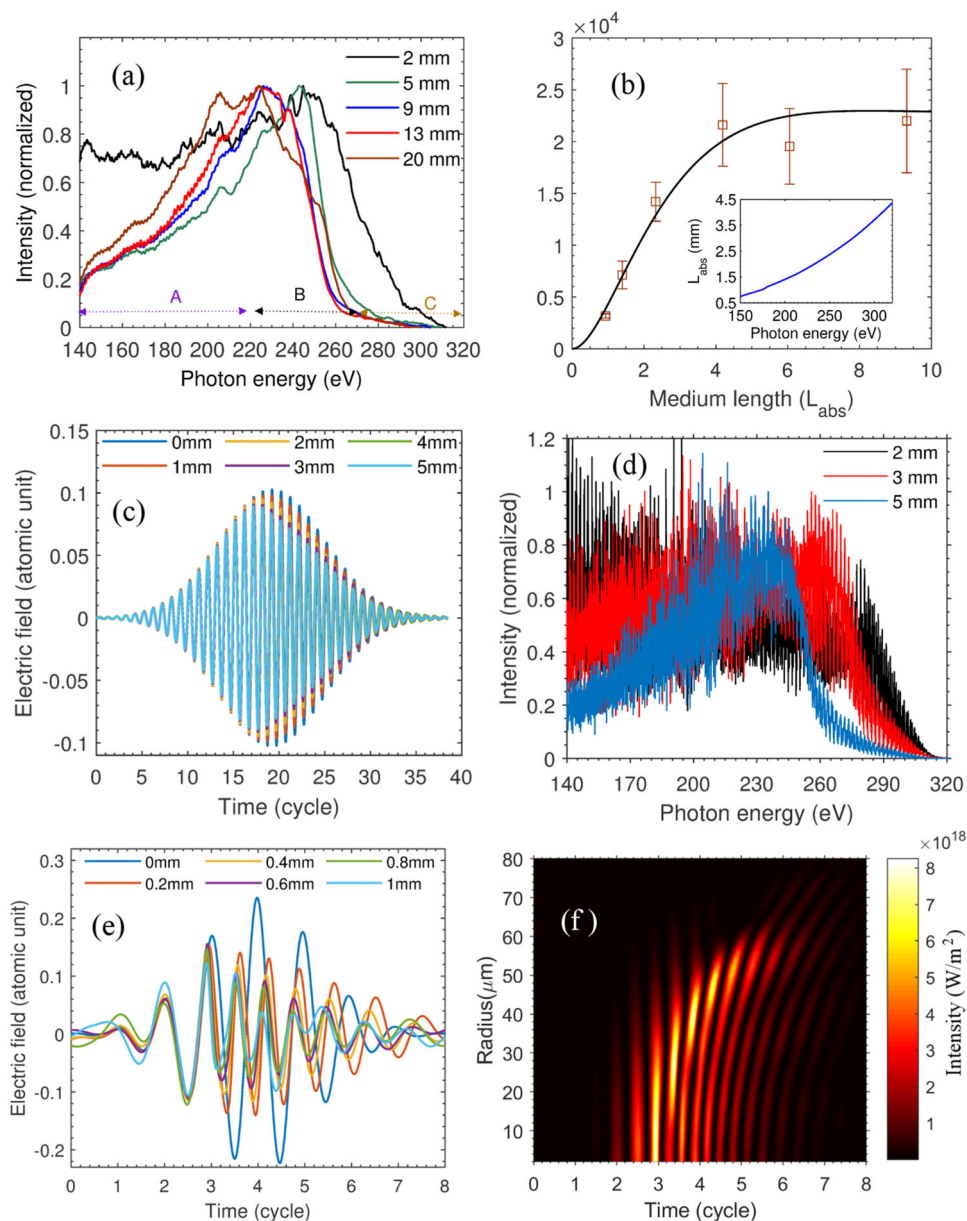 (a)
2 mm
5 mm
9 mm
13 mm
20 mm
A
B
C
Intensity (normalized)
1
0.8
0.6
0.4
0.2
0
140 160 180 200 220 240 260 280 300 320
Photon energy (eV)
×10⁴
(b)
3
2.5
2
1.5
1
0.5
0
0 2 4 6 8 10
Medium length (L_abs)
L_abs (mm)
4.5
3.5
2.5
1.5
0.5
150 200 250 300
Photon energy (eV)
(c)
0mm 2mm 4mm
1mm 3mm 5mm
Electric field (atomic unit)
0.15
0.1
0.05
0
-0.05
-0.1
0 5 10 15 20 25 30 35 40
Time (cycle)
(d)
2 mm
3 mm
5 mm
Intensity (normalized)
1.2
1
0.8
0.6
0.4
0.2
0
140 170 200 230 260 290 320
Photon energy (eV)
(e)
0mm 0.4mm 0.8mm
0.2mm 0.6mm 1mm
Electric field (atomic unit)
0.3
0.2
0.1
0
-0.1
-0.2
0 1 2 3 4 5 6 7 8
Time (cycle)
(f)
Radius(μm)
80
70
60
50
40
30
20
10
0 1 2 3 4 5 6 7 8
Time (cycle)
×10¹⁸
8
7
6
5
4
3
2
1
Intensity (W/m²)